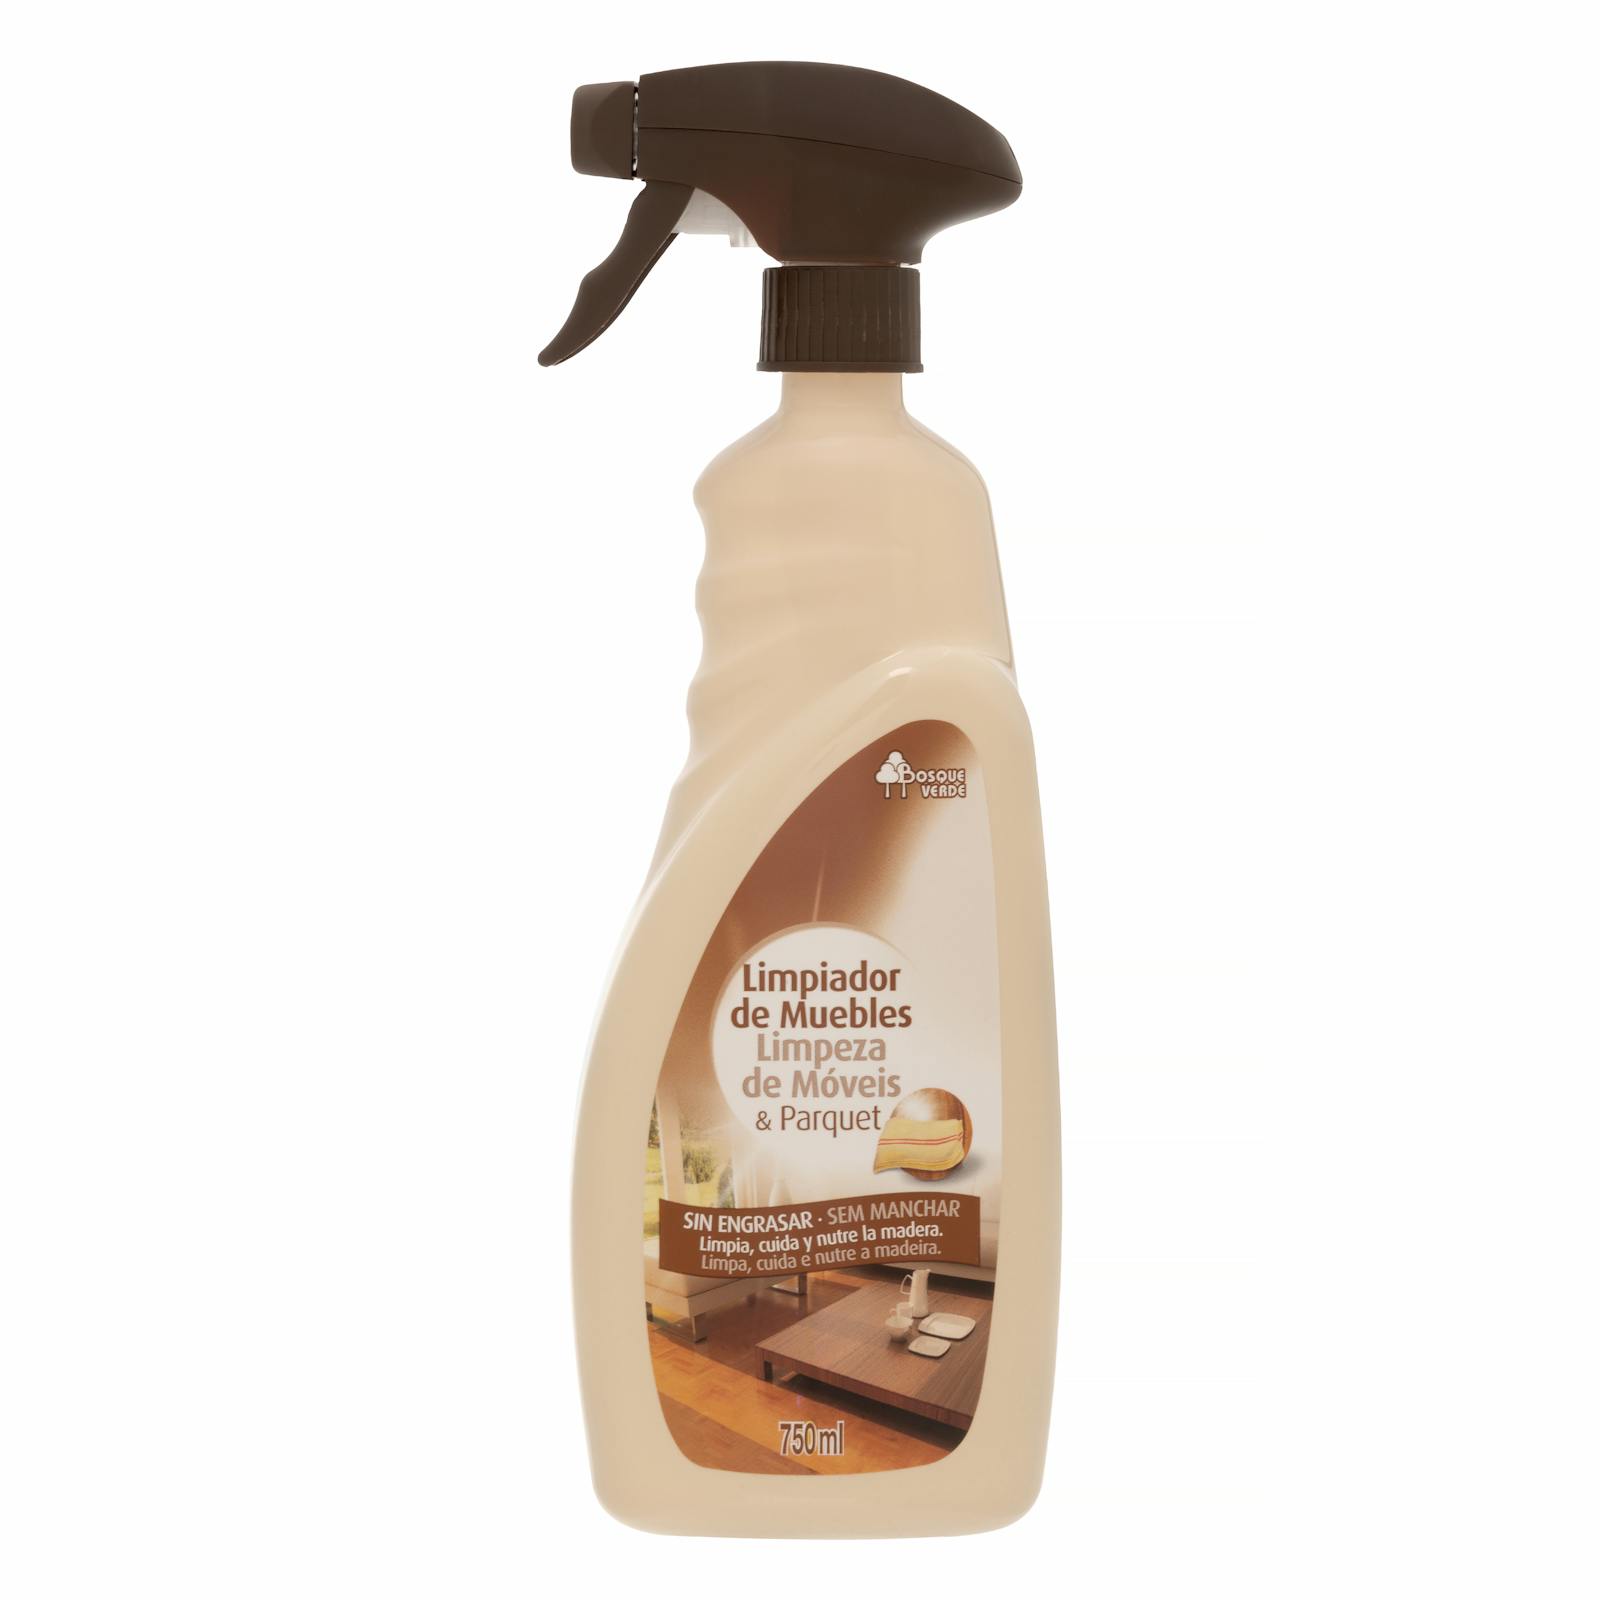 BOSQUE
VERDE
Limpiador
de Muebles
Limpeza
de Móveis
& Parquet
SIN ENGRASAR · SEM MANCHAR
Limpia, cuida y nutre la madera.
Limpa, cuida e nutre a madeira.
750ml